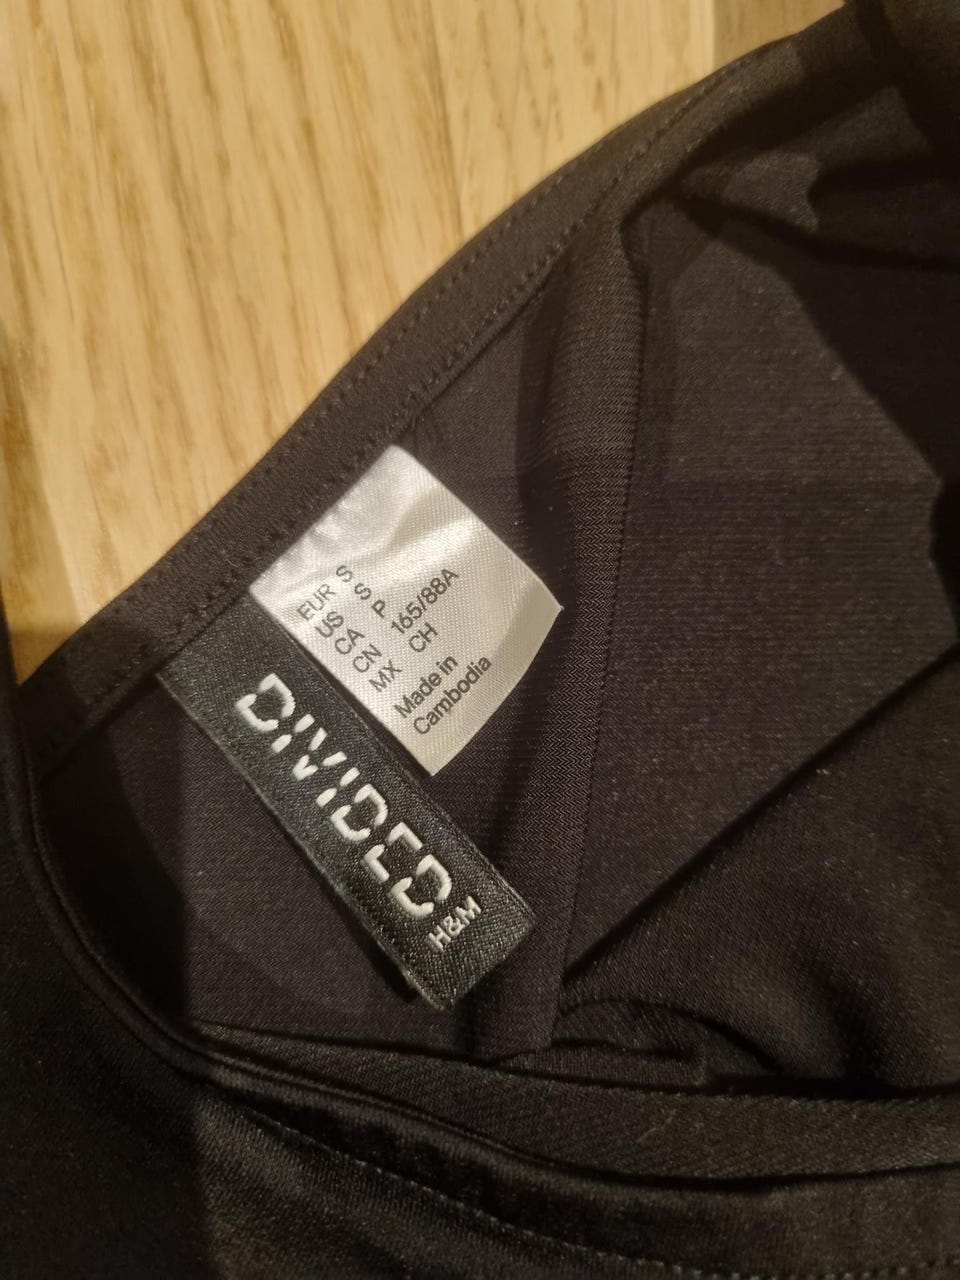 EUR S
US S
CA P
CN 165/88A
MX CH
Made in
Cambodia
DIVIDED
H&M